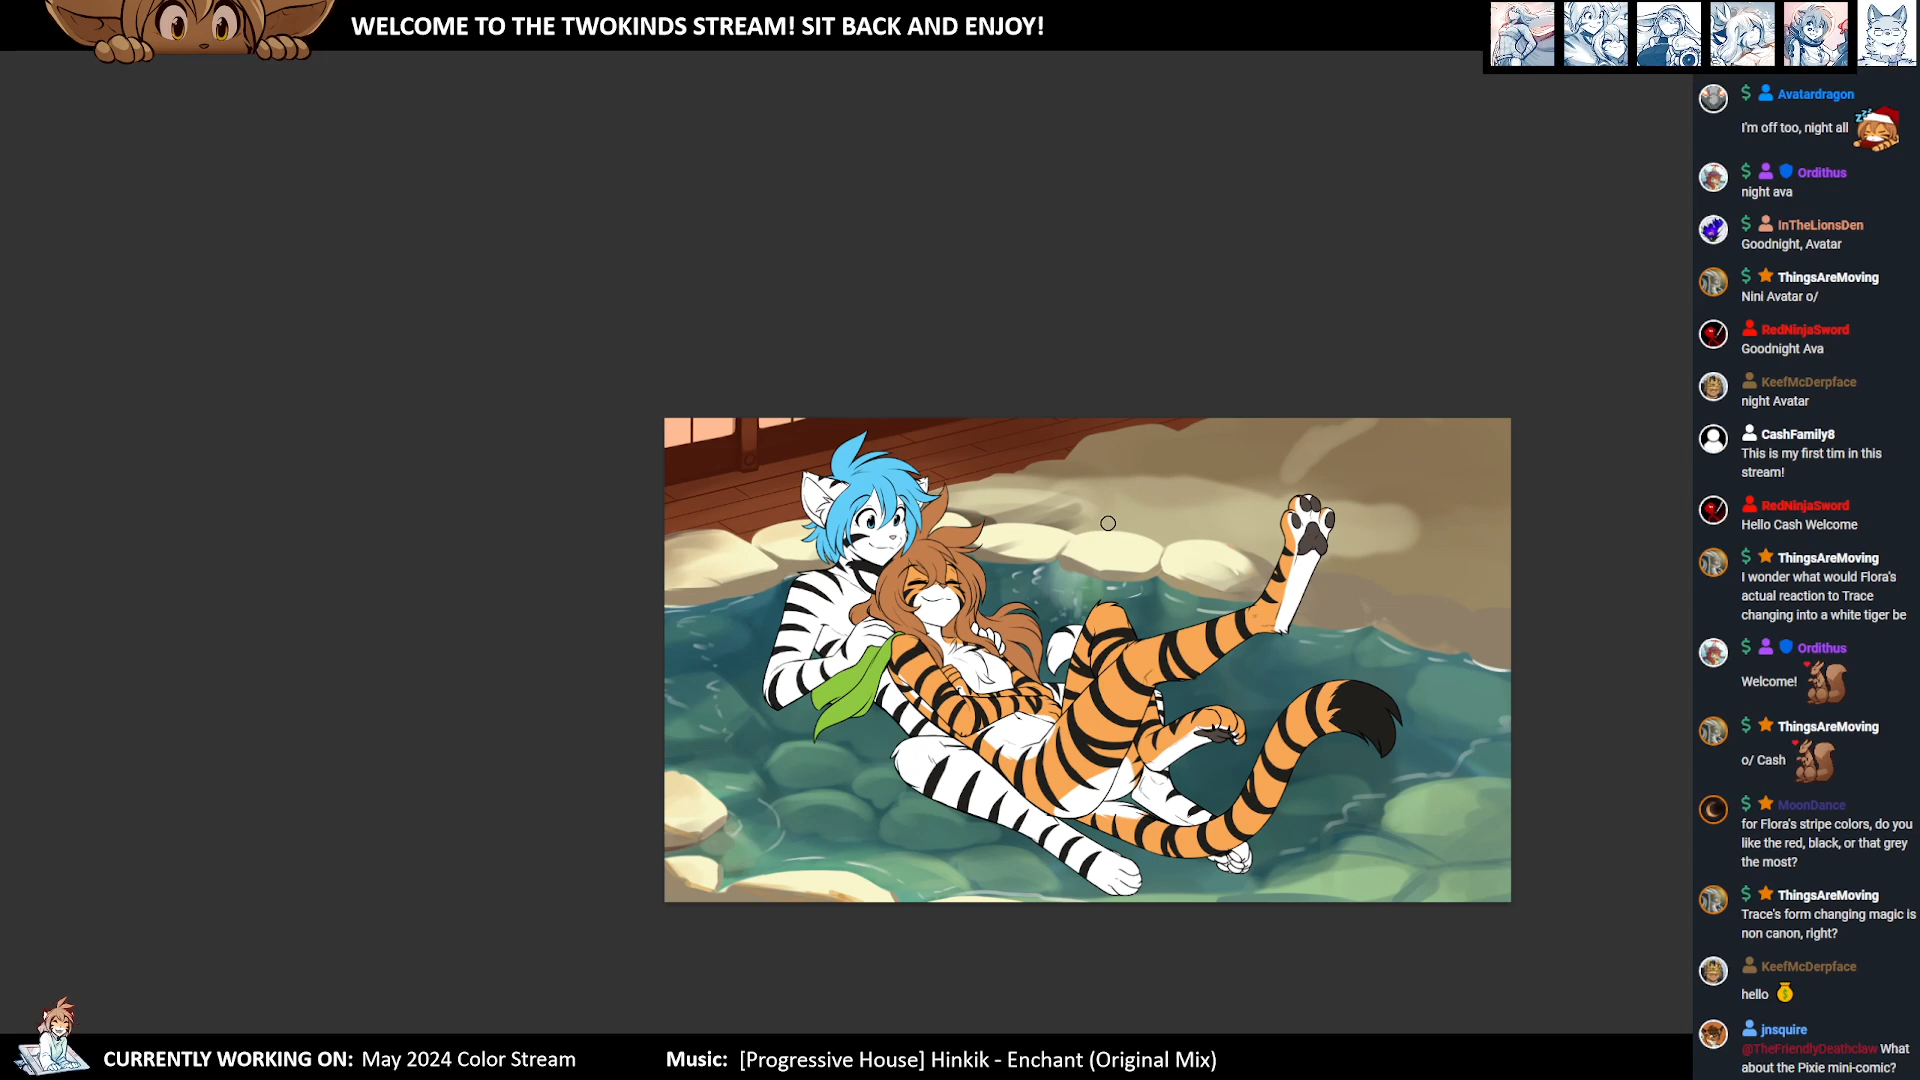 WELCOME TO THE TWOKINDS STREAM! SIT BACK AND ENJOY!
Avatardragon
I'm off too, night all
Ordithus
night ava
InTheLionsDen
Goodnight, Avatar
ThingsAreMoving
Nini Avatar o/
RedNinjaSword
Goodnight Ava
KeefMcDerpface
night Avatar
CashFamily8
This is my first tim in this
stream!
RedNinjaSword
Hello Cash Welcome
ThingsAreMoving
I wonder what would Flora's
actual reaction to Trace
changing into a white tiger be
Ordithus
Welcome!
ThingsAreMoving
o/ Cash
MoonDance
for Flora's stripe colors, do you
like the red, black, or that grey
the most?
ThingsAreMoving
Trace's form changing magic is
non canon, right?
KeefMcDerpface
hello
jnsquire
@TheFriendlyDeathclaw What
about the Pixie mini-comic?
CURRENTLY WORKING ON: May 2024 Color Stream
Music: [Progressive House] Hinkik - Enchant (Original Mix)